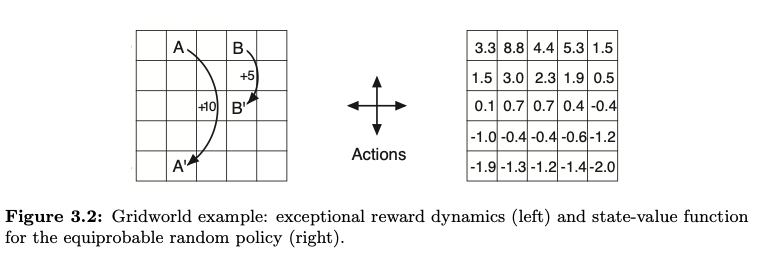 A B
+5
+10 B'
A'
Actions
3.3 8.8 4.4 5.3 1.5
1.5 3.0 2.3 1.9 0.5
0.1 0.7 0.7 0.4 -0.4
-1.0 -0.4 -0.4 -0.6 -1.2
-1.9 -1.3 -1.2 -1.4 -2.0
Figure 3.2: Gridworld example: exceptional reward dynamics (left) and state-value function
for the equiprobable random policy (right).